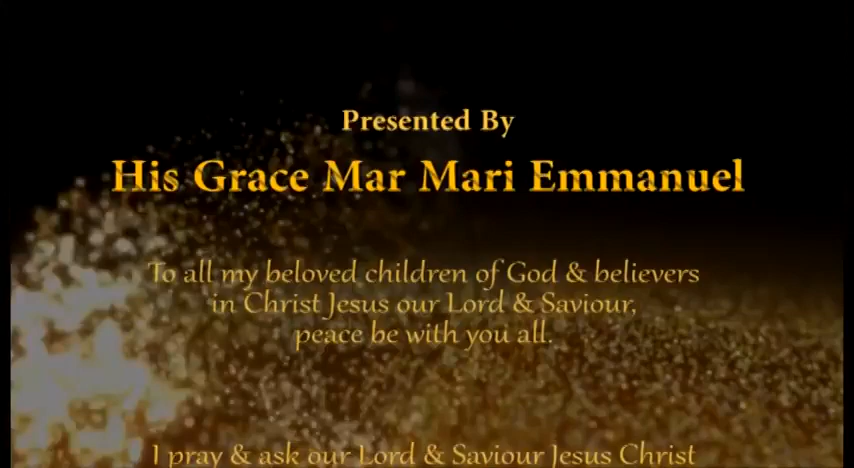 Presented By
His Grace Mar Mari Emmanuel
To all my beloved children of God & believers
in Christ Jesus our Lord & Saviour,
peace be with you all.
I pray & ask our Lord & Saviour Jesus Christ